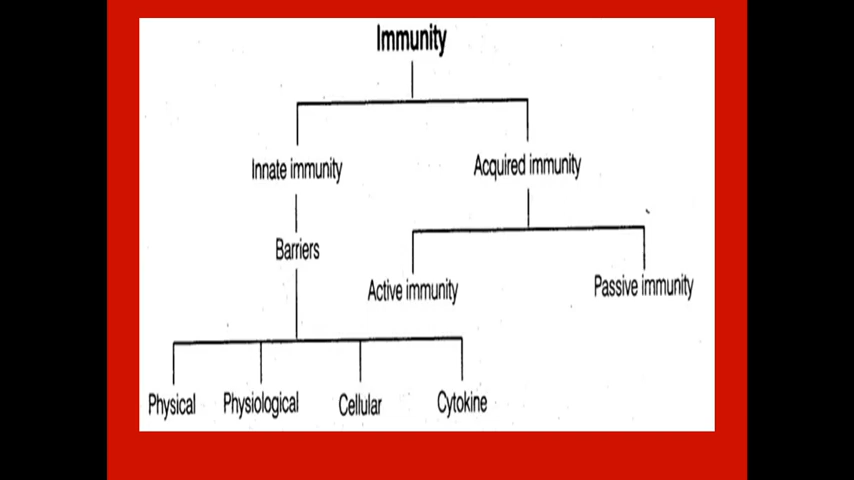 Immunity
Innate immunity
Acquired immunity
Barriers
Active immunity
Passive immunity
Physical
Physiological
Cellular
Cytokine